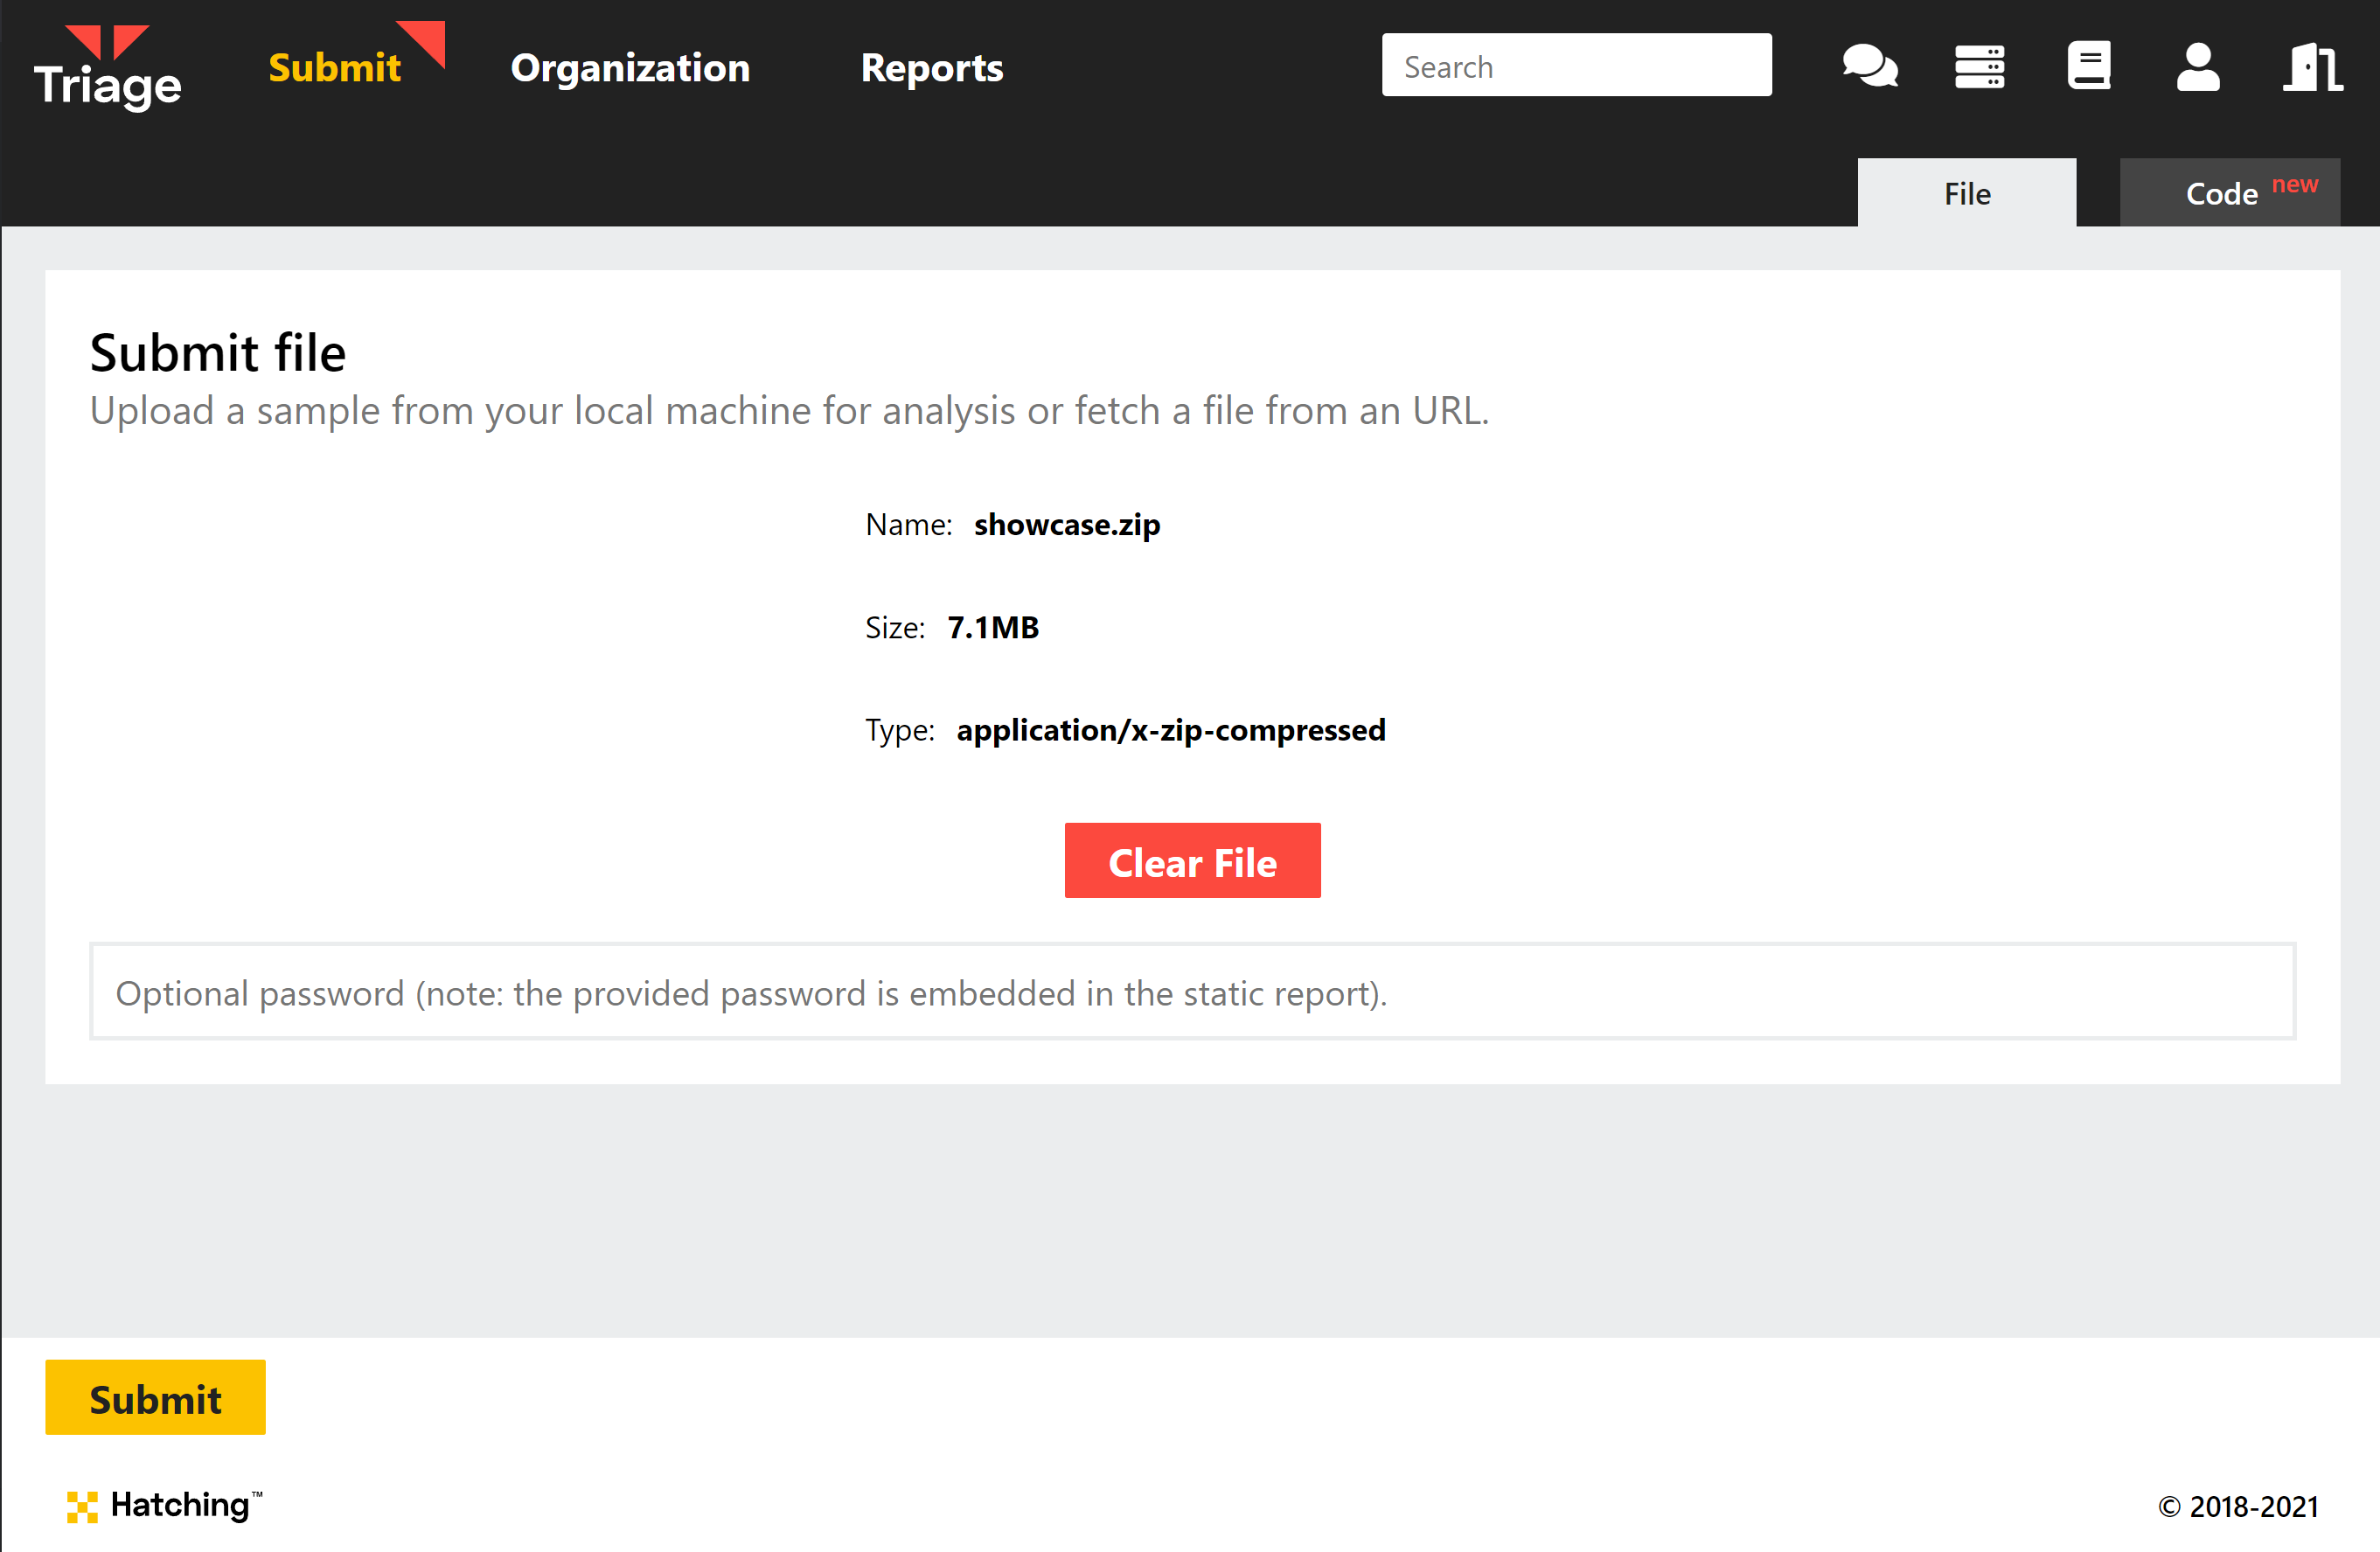 Triage
Submit
Organization
Reports
Search
File
Code new
Submit file
Upload a sample from your local machine for analysis or fetch a file from an URL.
Name: showcase.zip
Size: 7.1MB
Type: application/x-zip-compressed
Clear File
Optional password (note: the provided password is embedded in the static report).
Submit
Hatching™
© 2018-2021